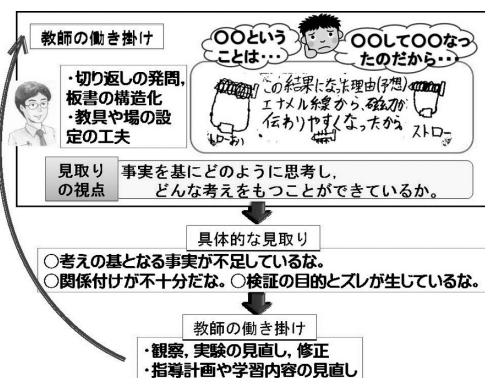 教師の働き掛け
・切り返しの発問,
板書の構造化
・教具や場の設
定の工夫
〇〇という
ことは・・・
〇〇して〇〇なっ
たのだから・・・
この結果になった理由(予想)
エナメル線から、磁力が
伝わりやすくなったから
ストロー
見取り
の視点
事実を基にどのように思考し,
どんな考えをもつことができているか。
具体的な見取り
〇考えの基となる事実が不足しているな。
〇関係付けが不十分だな。〇検証の目的とズレが生じているな。
教師の働き掛け
・観察,実験の見直し,修正
・指導計画や学習内容の見直し